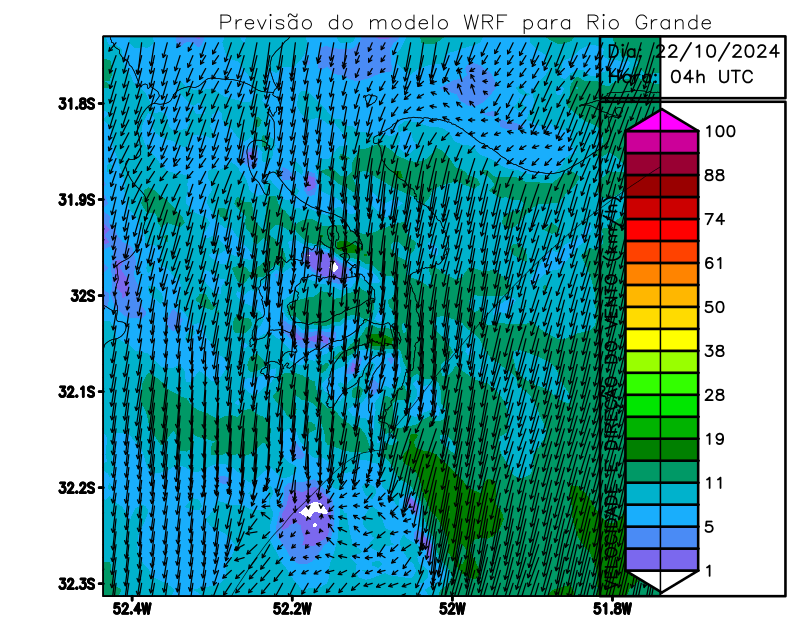 Previsão do modelo WRF para Rio Grande
Dia: 22/10/2024
Hora: 04h UTC
31.8S
31.9S
32S
32.1S
32.2S
32.3S
52.4W
52.2W
52W
51.8W
VELOCIDADE E DIREÇÃO DO VENTO (km/h)
100
88
74
61
50
38
28
19
11
5
1